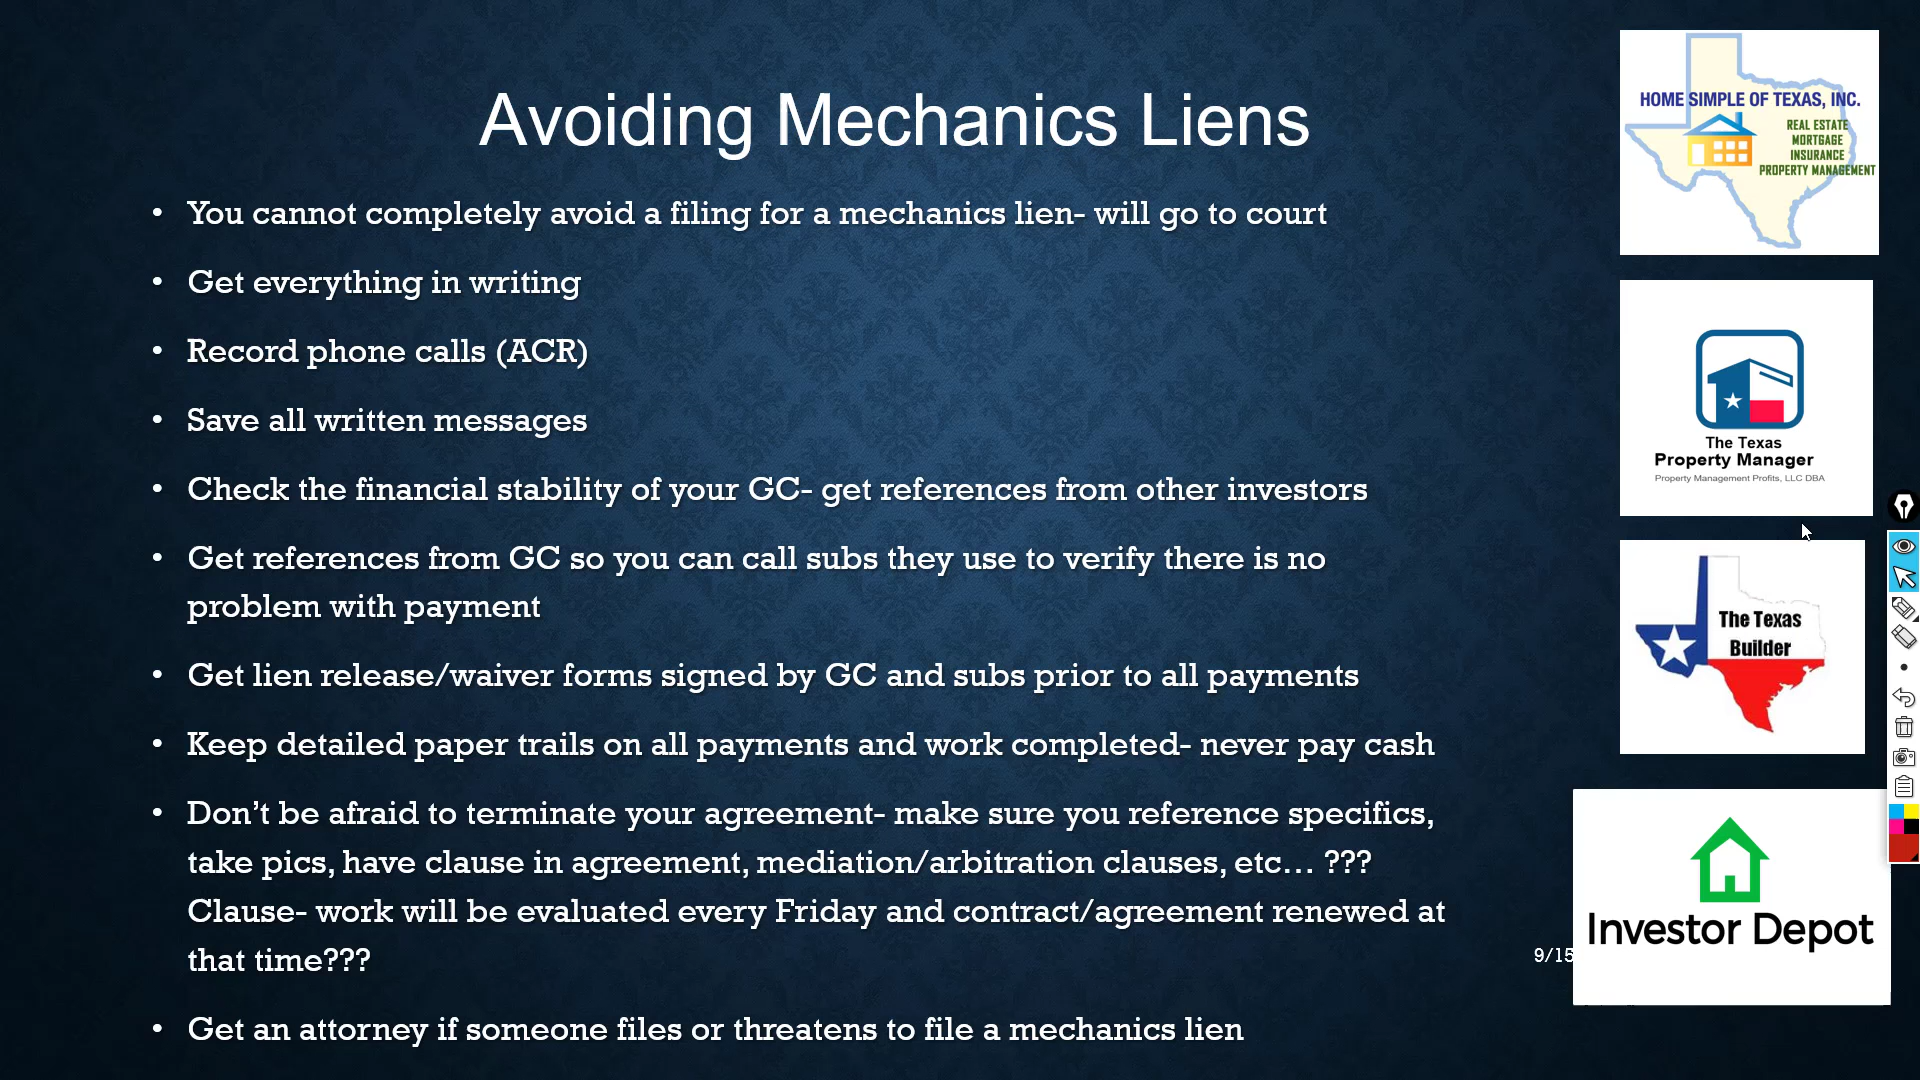 Avoiding Mechanics Liens
• You cannot completely avoid a filing for a mechanics lien- will go to court
• Get everything in writing
• Record phone calls (ACR)
• Save all written messages
• Check the financial stability of your GC- get references from other investors
• Get references from GC so you can call subs they use to verify there is no
problem with payment
• Get lien release/waiver forms signed by GC and subs prior to all payments
• Keep detailed paper trails on all payments and work completed- never pay cash
• Don’t be afraid to terminate your agreement- make sure you reference specifics,
take pics, have clause in agreement, mediation/arbitration clauses, etc… ???
Clause- work will be evaluated every Friday and contract/agreement renewed at
that time???
• Get an attorney if someone files or threatens to file a mechanics lien
HOME SIMPLE OF TEXAS, INC.
REAL ESTATE
MORTGAGE
INSURANCE
PROPERTY MANAGEMENT
The Texas
Property Manager
Property Management Profits, LLC DBA
The Texas
Builder
Investor Depot
9/15